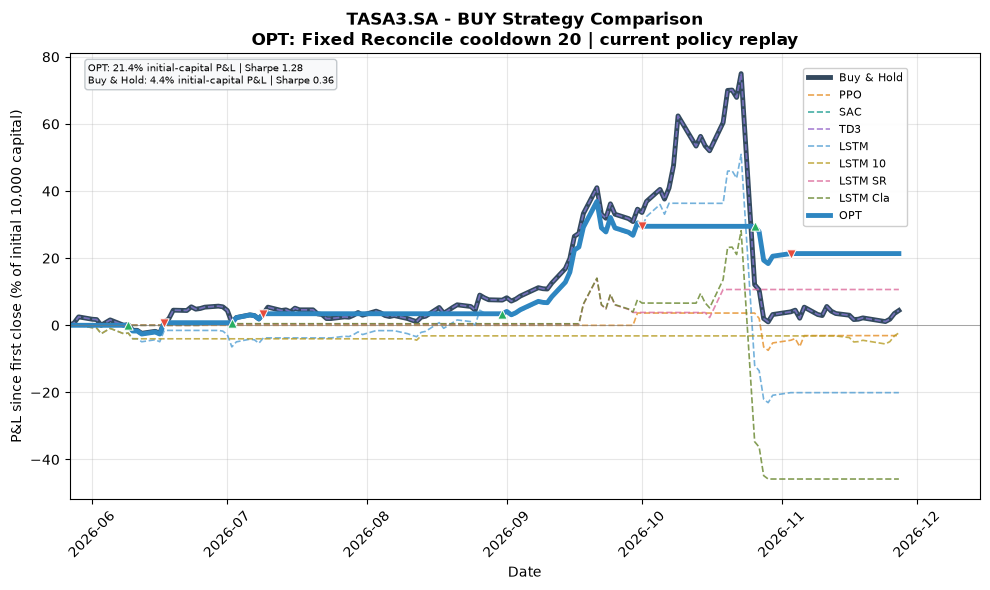 TASA3.SA - BUY Strategy Comparison
OPT: Fixed Reconcile cooldown 20 | current policy replay
OPT: 21.4% initial-capital P&L | Sharpe 1.28
Buy & Hold: 4.4% initial-capital P&L | Sharpe 0.36
Buy & Hold
PPO
SAC
TD3
LSTM
LSTM 10
LSTM SR
LSTM Cla
OPT
P&L since first close (% of initial 10,000 capital)
80
60
40
20
0
−20
−40
2026-06
2026-07
2026-08
2026-09
2026-10
2026-11
2026-12
Date